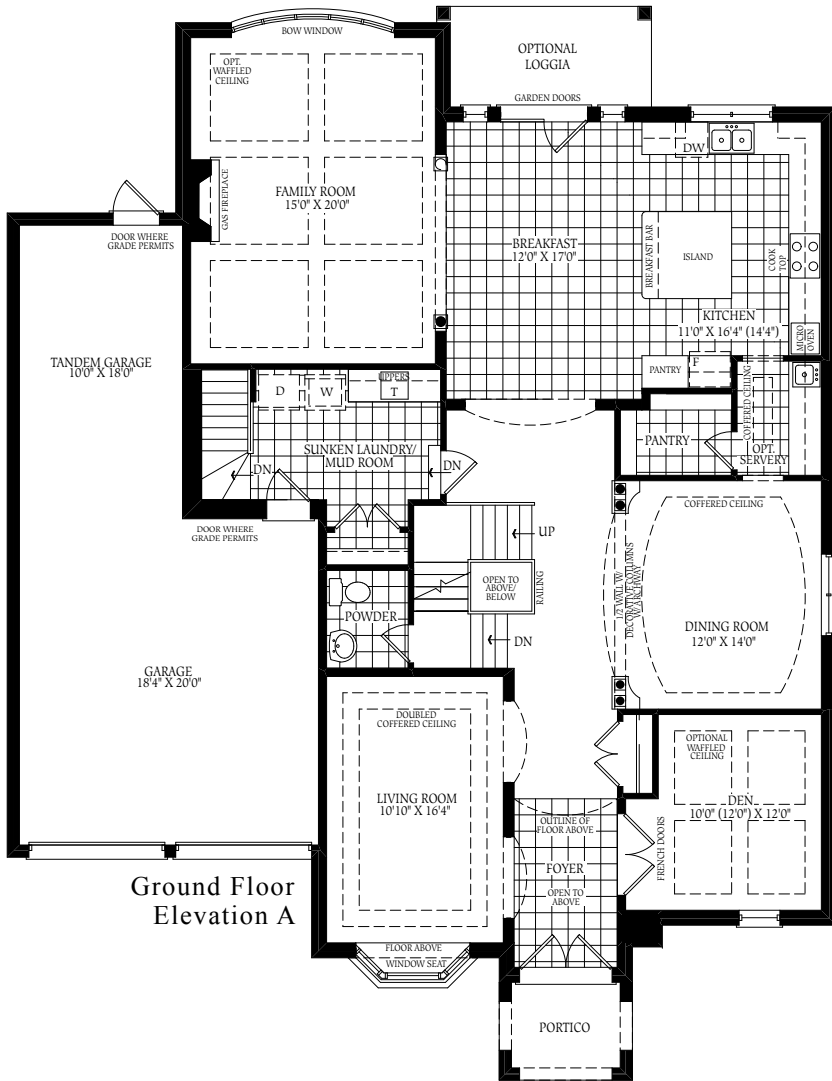 BOW WINDOW
OPT.
WAFFLED
CEILING
OPTIONAL
LOGGIA
GARDEN DOORS
DW
GAS FIREPLACE
FAMILY ROOM
15'0" X 20'0"
DOOR WHERE
GRADE PERMITS
BREAKFAST
12'0" X 17'0"
BREAKFAST BAR
ISLAND
COOK
TOP
KITCHEN
11'0" X 16'4" (14'4")
MICRO
OVEN
TANDEM GARAGE
10'0" X 18'0"
PANTRY
F
D
W
UPPERS
T
COFFERED CEILING
SUNKEN LAUNDRY/
MUD ROOM
PANTRY
OPT.
SERVERY
DN
DN
DOOR WHERE
GRADE PERMITS
COFFERED CEILING
UP
OPEN TO
ABOVE/
BELOW
RAILING
1/2 WALL W/
DECORATIVE COLUMNS
W/ ARCHWAY
POWDER
DINING ROOM
12'0" X 14'0"
DN
GARAGE
18'4" X 20'0"
DOUBLED
COFFERED CEILING
OPTIONAL
WAFFLED
CEILING
LIVING ROOM
10'10" X 16'4"
DEN
10'0" (12'0") X 12'0"
OUTLINE OF
FLOOR ABOVE
FRENCH DOORS
FOYER
OPEN TO
ABOVE
Ground Floor
Elevation A
FLOOR ABOVE
WINDOW SEAT
PORTICO